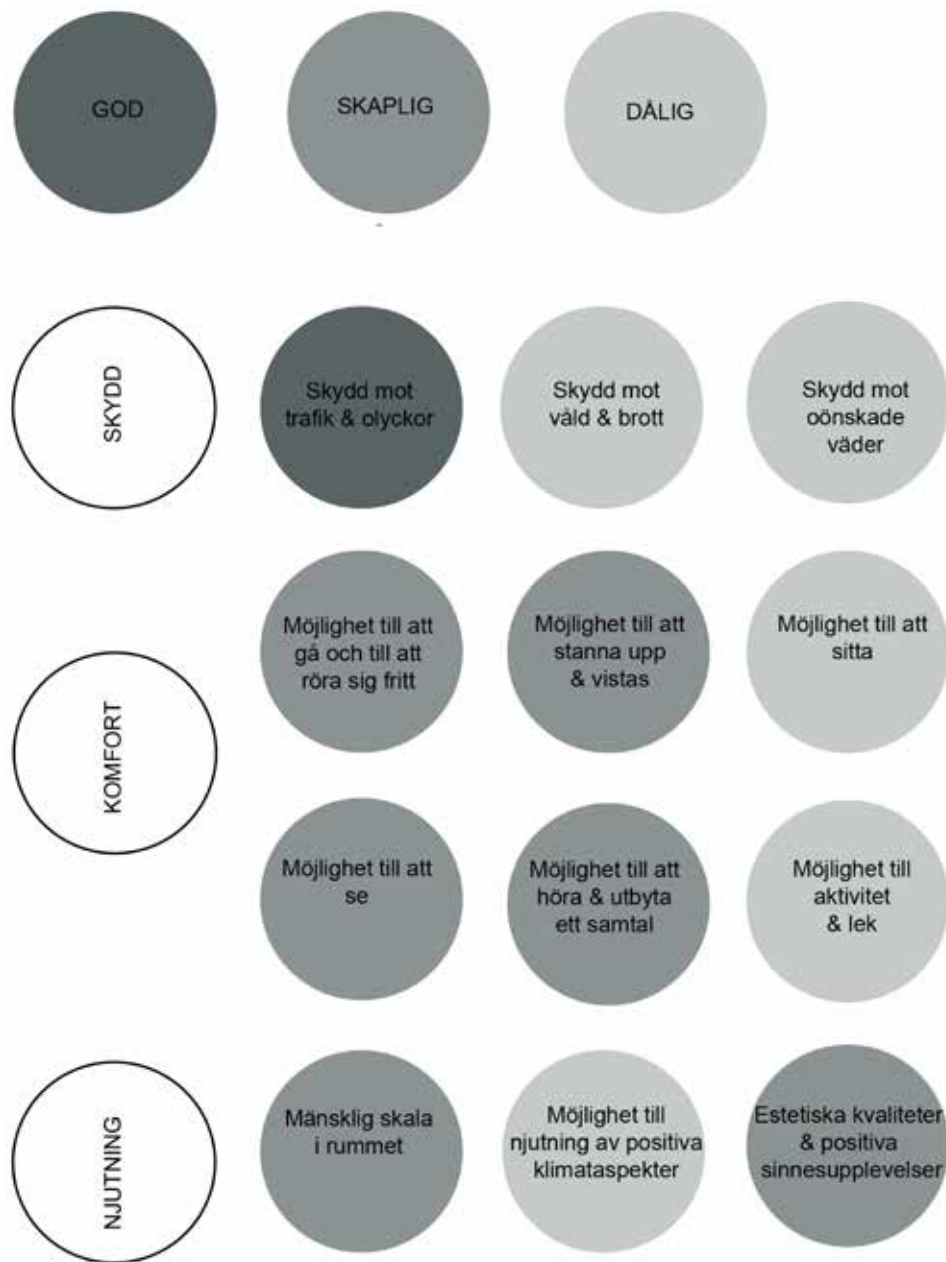 GOD
SKAPLIG
DÅLIG
SKYDD
Skydd mot
trafik & olyckor
Skydd mot
våld & brott
Skydd mot
oönskade
väder
KOMFORT
Möjlighet till att
gå och till att
röra sig fritt
Möjlighet till att
stanna upp
& vistas
Möjlighet till att
sitta
Möjlighet till att
se
Möjlighet till att
höra & utbyta
ett samtal
Möjlighet till
aktivitet
& lek
NJUTNING
Mänsklig skala
i rummet
Möjlighet till
njutning av positiva
klimataspekter
Estetiska kvaliteter
& positiva
sinnesupplevelser